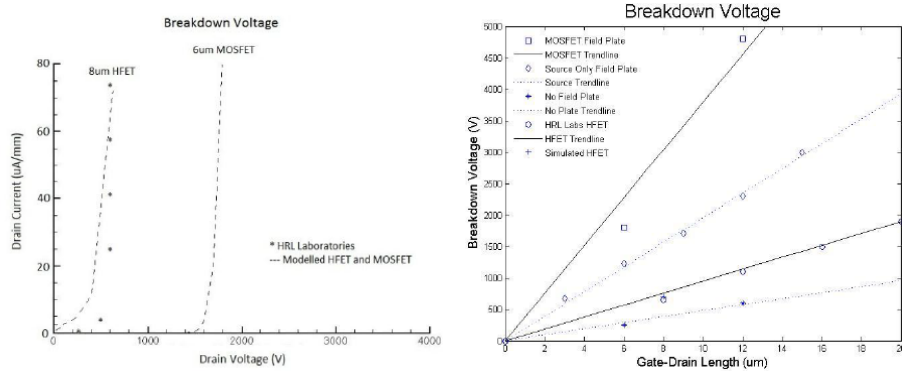 Breakdown Voltage
6um MOSFET
8um HFET
80
60
40
20
0
Drain Current (uA/mm)
* HRL Laboratories
--- Modelled HFET and MOSFET
0 1000 2000 3000 4000
Drain Voltage (V)
Breakdown Voltage
5000
4500
4000
3500
3000
2500
2000
1500
1000
500
0
Breakdown Voltage (V)
MOSFET Field Plate
MOSFET Trendline
Source Only Field Plate
Source Trendline
No Field Plate
No Plate Trendline
HRL Labs HFET
HFET Trendline
Simulated HFET
0 2 4 6 8 10 12 14 16 18 20
Gate-Drain Length (um)